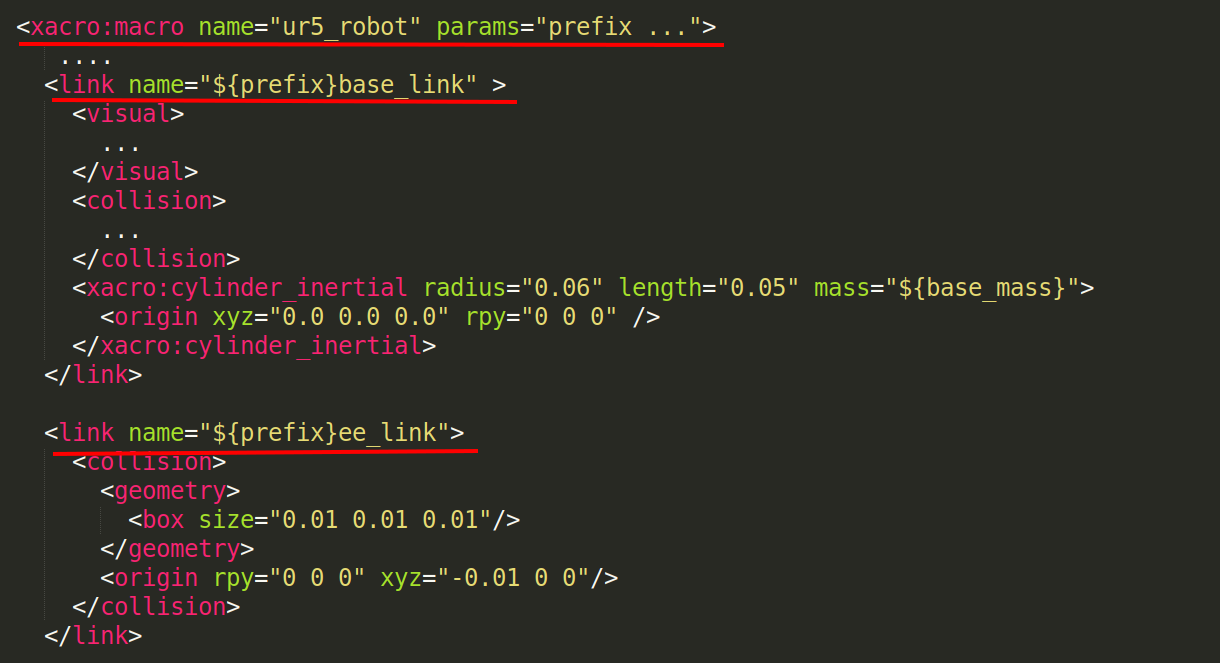 <xacro:macro name="ur5_robot" params="prefix ...">
....
<link name="${prefix}base_link" >
<visual>
...
</visual>
<collision>
...
</collision>
<xacro:cylinder_inertial radius="0.06" length="0.05" mass="${base_mass}">
<origin xyz="0.0 0.0 0.0" rpy="0 0 0" />
</xacro:cylinder_inertial>
</link>
<link name="${prefix}ee_link">
<collision>
<geometry>
<box size="0.01 0.01 0.01"/>
</geometry>
<origin rpy="0 0 0" xyz="-0.01 0 0"/>
</collision>
</link>